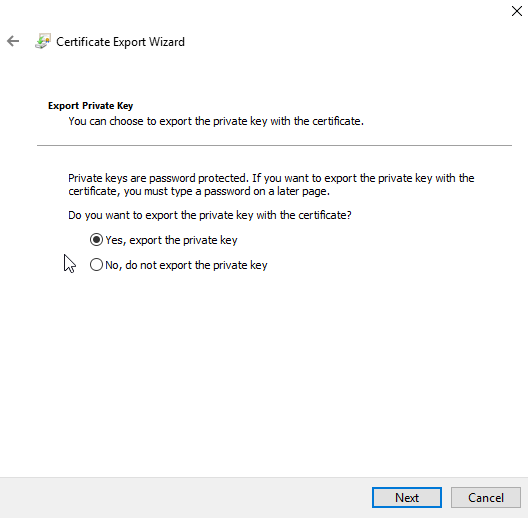 Certificate Export Wizard
Export Private Key
You can choose to export the private key with the certificate.
Private keys are password protected. If you want to export the private key with the
certificate, you must type a password on a later page.
Do you want to export the private key with the certificate?
Yes, export the private key
No, do not export the private key
Next
Cancel